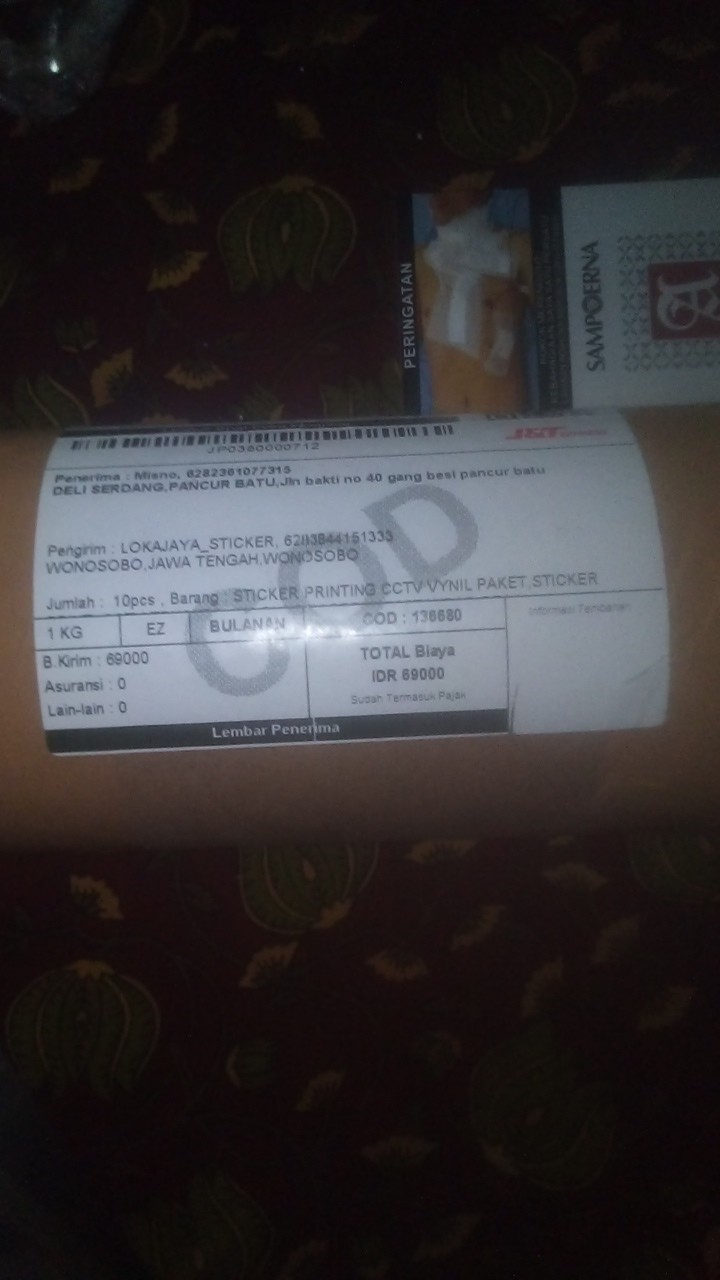 PERINGATAN
SAMPOERNA
A
J&T EXPRESS
JP0360000712
Penerima : Misno, 6282361077315
DELI SERDANG,PANCUR BATU,Jln bakti no 40 gang besi pancur batu
Pengirim : LOKAJAYA_STICKER, 6283844151333
WONOSOBO,JAWA TENGAH,WONOSOBO
Jumlah : 10pcs , Barang : STICKER PRINTING CCTV VYNIL PAKET STICKER
COD
1 KG EZ BULANAN COD : 136680 Informasi Tambahan
B.Kirim : 69000
Asuransi : 0
Lain-lain : 0
TOTAL Biaya
IDR 69000
Sudah Termasuk Pajak
Lembar Penerima